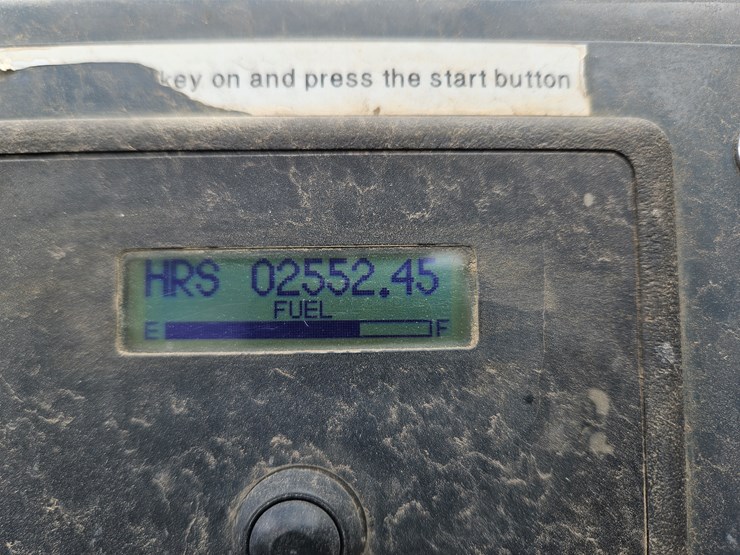 key on and press the start button
HRS 02552.45
FUEL
E F